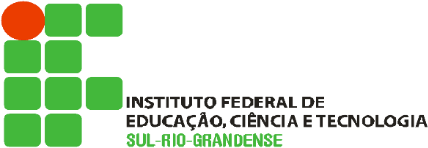 INSTITUTO FEDERAL DE
EDUCAÇÃO, CIÊNCIA E TECNOLOGIA
SUL-RIO-GRANDENSE